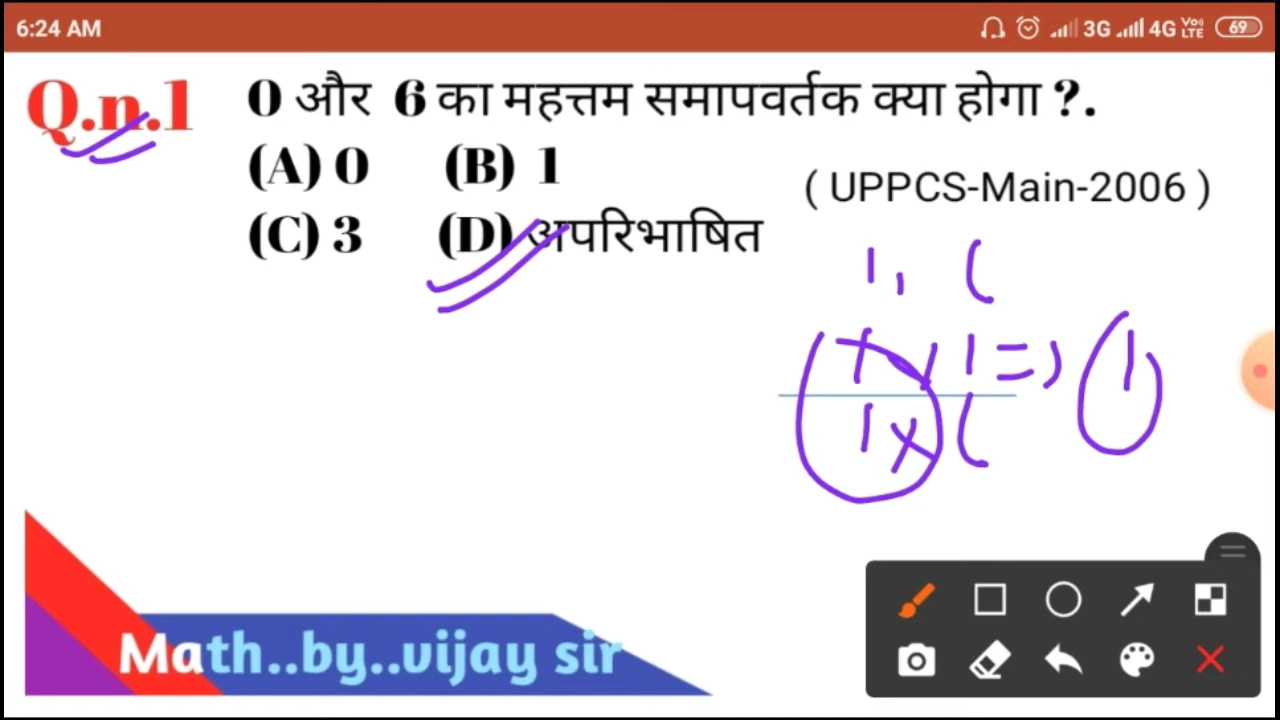 6:24 AM 3G 4G VoLTE 69
Q.n.1 0 और 6 का महत्तम समापवर्तक क्या होगा ?.
(A) 0 (B) 1
( UPPCS-Main-2006 )
(C) 3 (D) अपरिभाषित
Math..by..vijay sir